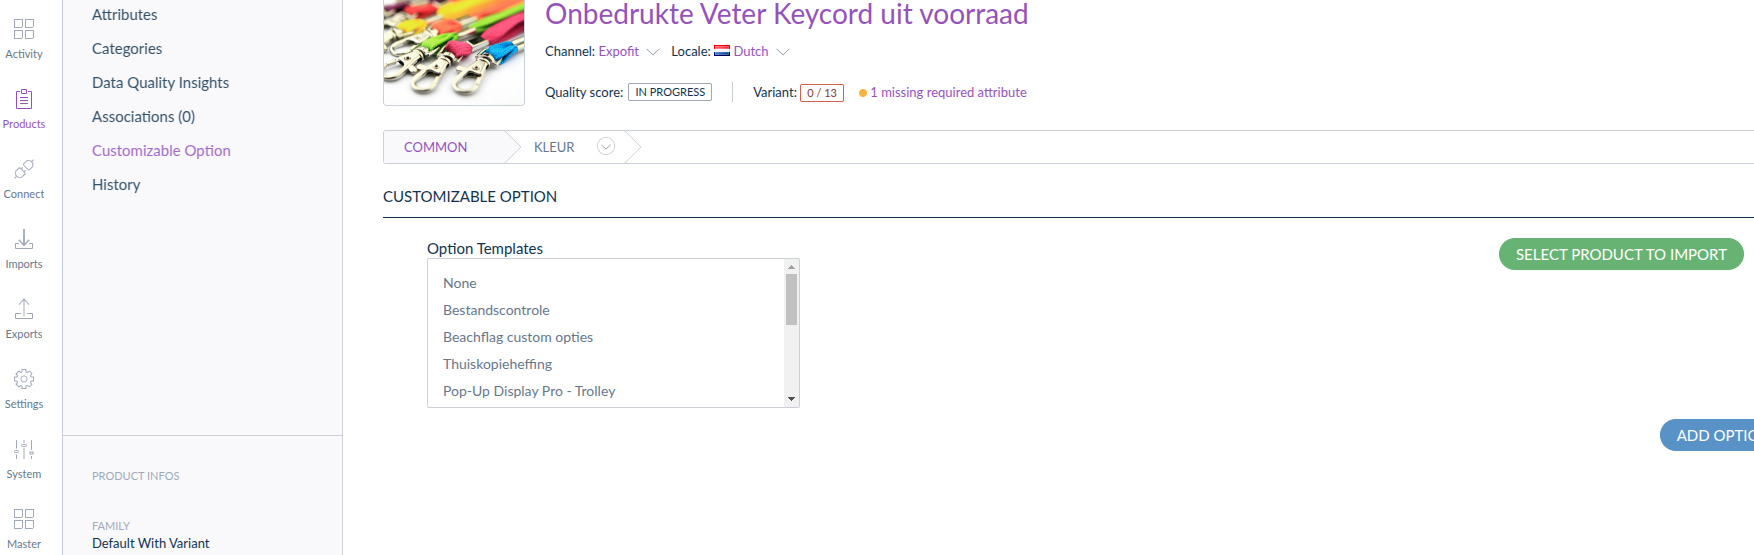 Activity
Products
Connect
Imports
Exports
Settings
System
Master
Attributes
Categories
Data Quality Insights
Associations (0)
Customizable Option
History
PRODUCT INFOS
FAMILY
Default With Variant
Onbedrukte Veter Keycord uit voorraad
Channel: Expofit Locale: Dutch
Quality score: IN PROGRESS Variant: 0 / 13 1 missing required attribute
COMMON KLEUR
CUSTOMIZABLE OPTION
Option Templates
None
Bestandscontrole
Beachflag custom opties
Thuiskopieheffing
Pop-Up Display Pro - Trolley
SELECT PRODUCT TO IMPORT
ADD OPTIO